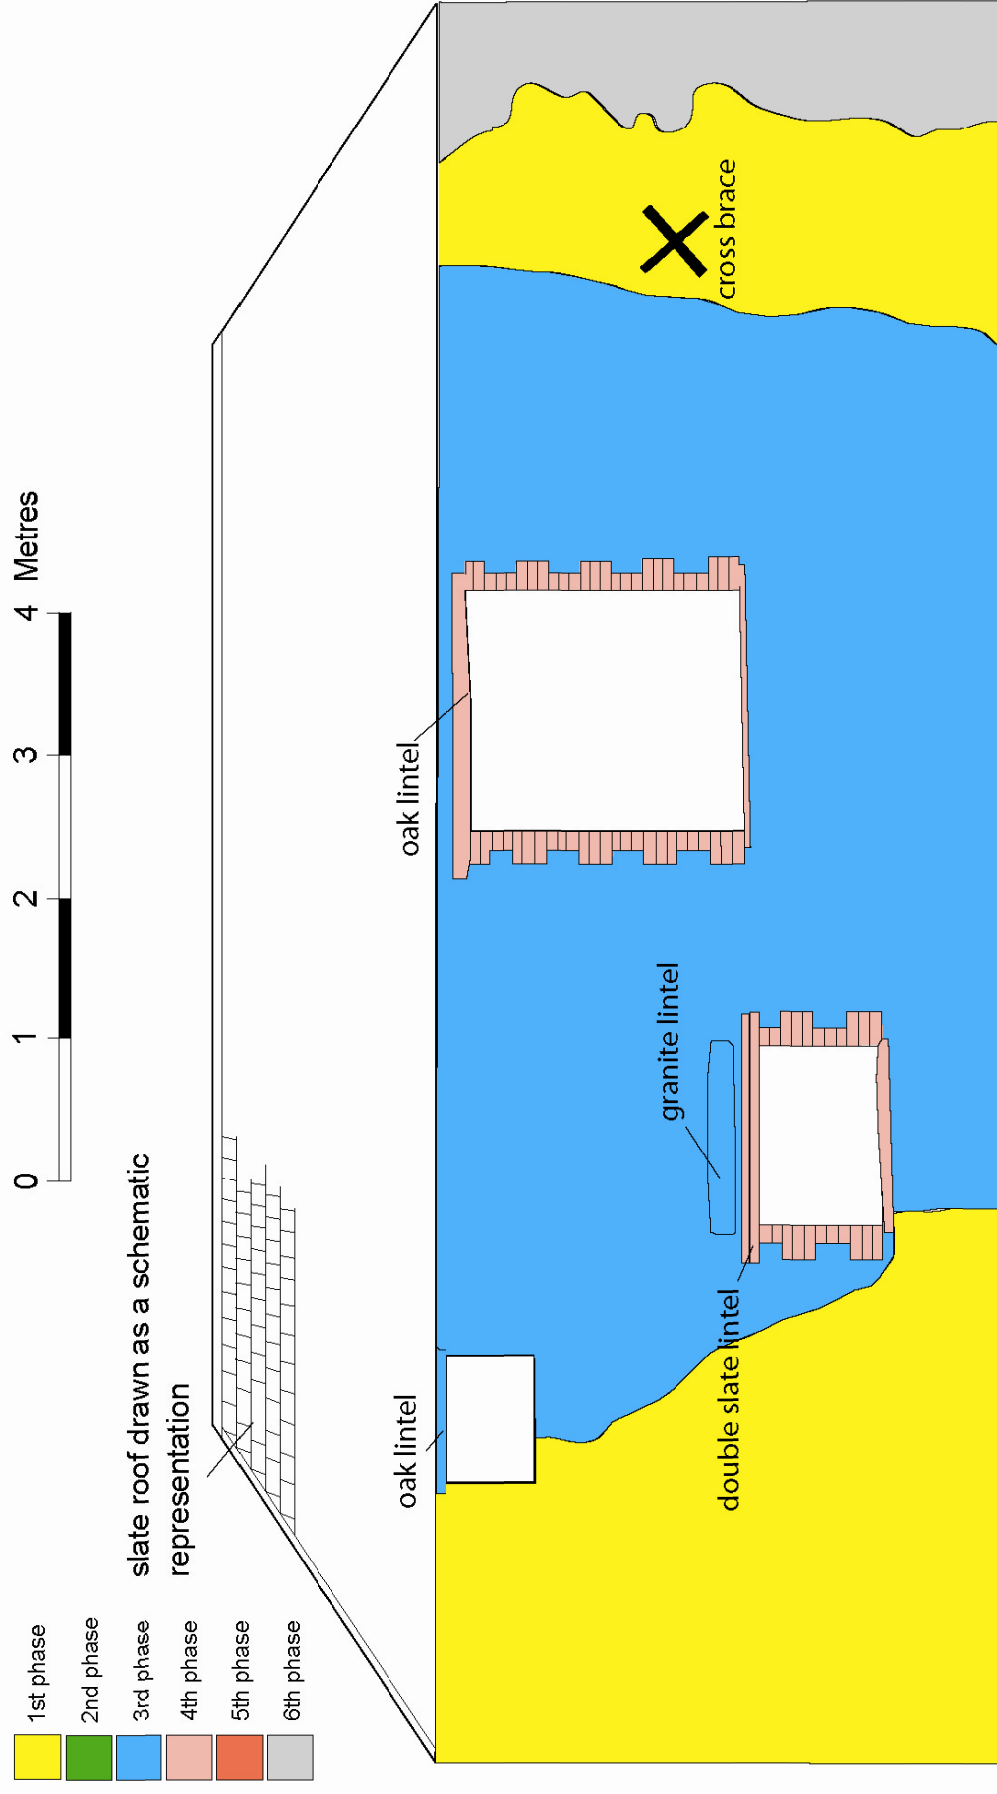 0 1 2 3 4 Metres
1st phase
2nd phase
3rd phase
4th phase
5th phase
6th phase
slate roof drawn as a schematic
representation
oak lintel
oak lintel
granite lintel
double slate lintel
cross brace